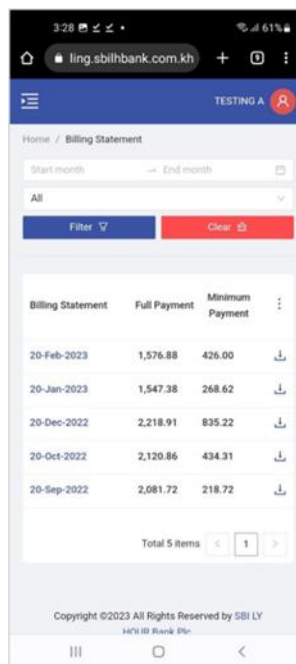 3:28
61%
ling.sbilhbank.com.kh
9
TESTING A
Home / Billing Statement
Start month → End month
All
Filter
Clear
Billing Statement Full Payment Minimum Payment
20-Feb-2023 1,576.88 426.00
20-Jan-2023 1,547.38 268.62
20-Dec-2022 2,218.91 835.22
20-Oct-2022 2,120.86 434.31
20-Sep-2022 2,081.72 218.72
Total 5 items < 1 >
Copyright ©2023 All Rights Reserved by SBI LY
HOUR Bank Plc